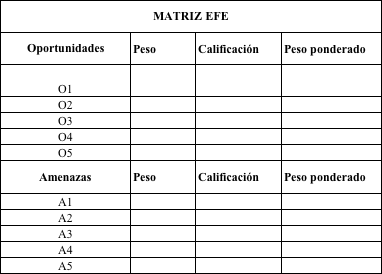 MATRIZ EFE
Oportunidades Peso Calificación Peso ponderado
O1
O2
O3
O4
O5
Amenazas Peso Calificación Peso ponderado
A1
A2
A3
A4
A5